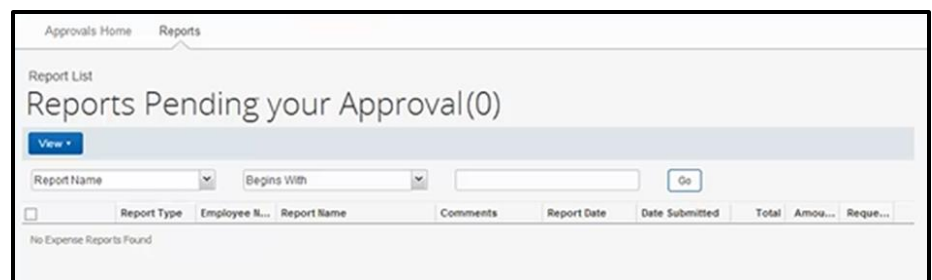 Approvals Home Reports
Report List
Reports Pending your Approval(0)
View
Report Name Begins With Go
Report Type Employee N... Report Name Comments Report Date Date Submitted Total Amou... Reque...
No Expense Reports Found